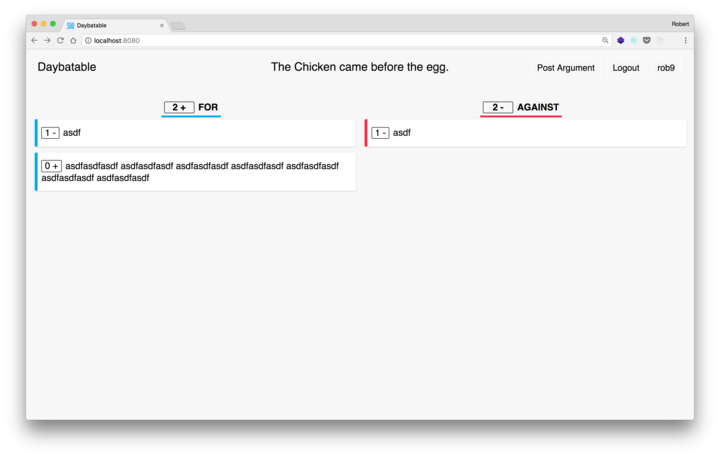 Daybatable
Robert
localhost:8080
Daybatable
The Chicken came before the egg.
Post Argument
Logout
rob9
2 + FOR
2 - AGAINST
1 - asdf
0 + asdfasdfasdf asdfasdfasdf asdfasdfasdf asdfasdfasdf asdfasdfasdf
asdfasdfasdf asdfasdfasdf
1 - asdf